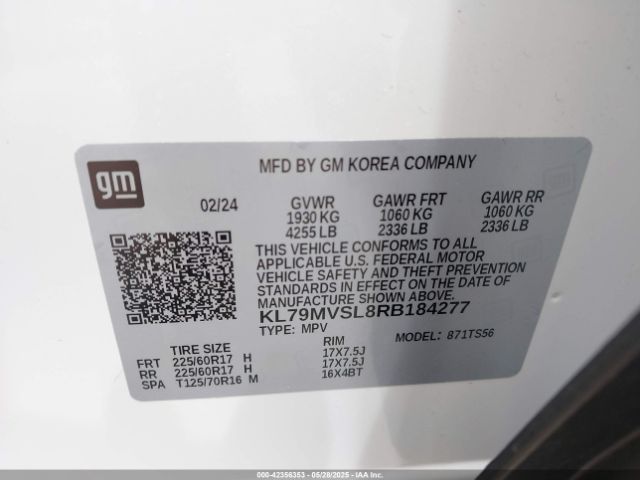 gm
MFD BY GM KOREA COMPANY
02/24 GVWR GAWR FRT GAWR RR
1930 KG 1060 KG 1060 KG
4255 LB 2336 LB 2336 LB
THIS VEHICLE CONFORMS TO ALL
APPLICABLE U.S. FEDERAL MOTOR
VEHICLE SAFETY AND THEFT PREVENTION
STANDARDS IN EFFECT ON THE DATE OF
MANUFACTURE SHOWN ABOVE.
KL79MVSL8RB184277
TYPE: MPV MODEL: 871TS56
TIRE SIZE RIM
FRT 225/60R17 H 17X7.5J
RR 225/60R17 H 17X7.5J
SPA T125/70R16 M 16X4BT
000-42356353 - 05/28/2025 - IAA, Inc.